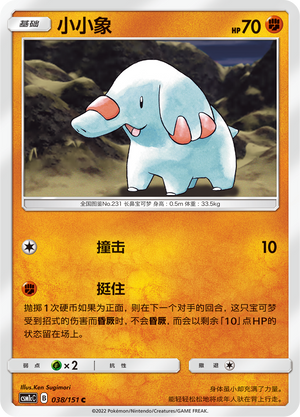 基础 小小象 HP70
全国图鉴No.231 长鼻宝可梦 身高：0.5m 体重：33.5kg
撞击 10
挺住
抛掷1次硬币如果为正面，则在下一个对手的回合，这只宝可梦
受到招式的伤害而昏厥时，不会昏厥，而会以剩余「10」点HP的
状态留在场上。
弱点 ×2 抗性 撤退
Illus.Ken Sugimori
CSM1cC B 038/151 C
身体虽小却充满了力量，
能轻轻松松地将成年人驮在背上行走。
©2022 Pokémon/Nintendo/Creatures/GAME FREAK.